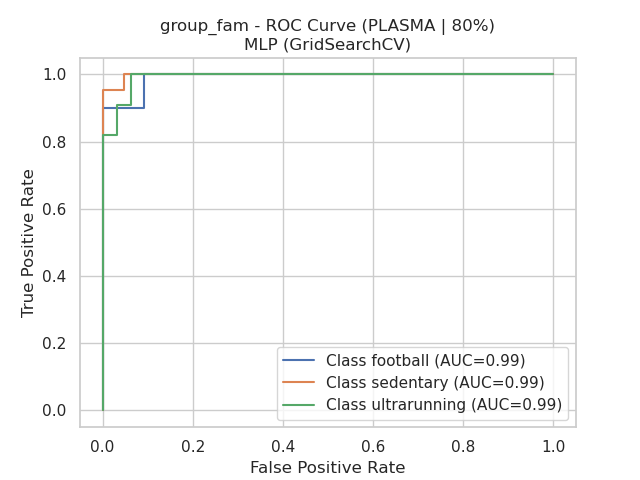 group_fam - ROC Curve (PLASMA | 80%)
MLP (GridSearchCV)
True Positive Rate
1.0
0.8
0.6
0.4
0.2
0.0
Class football (AUC=0.99)
Class sedentary (AUC=0.99)
Class ultrarunning (AUC=0.99)
0.0 0.2 0.4 0.6 0.8 1.0
False Positive Rate